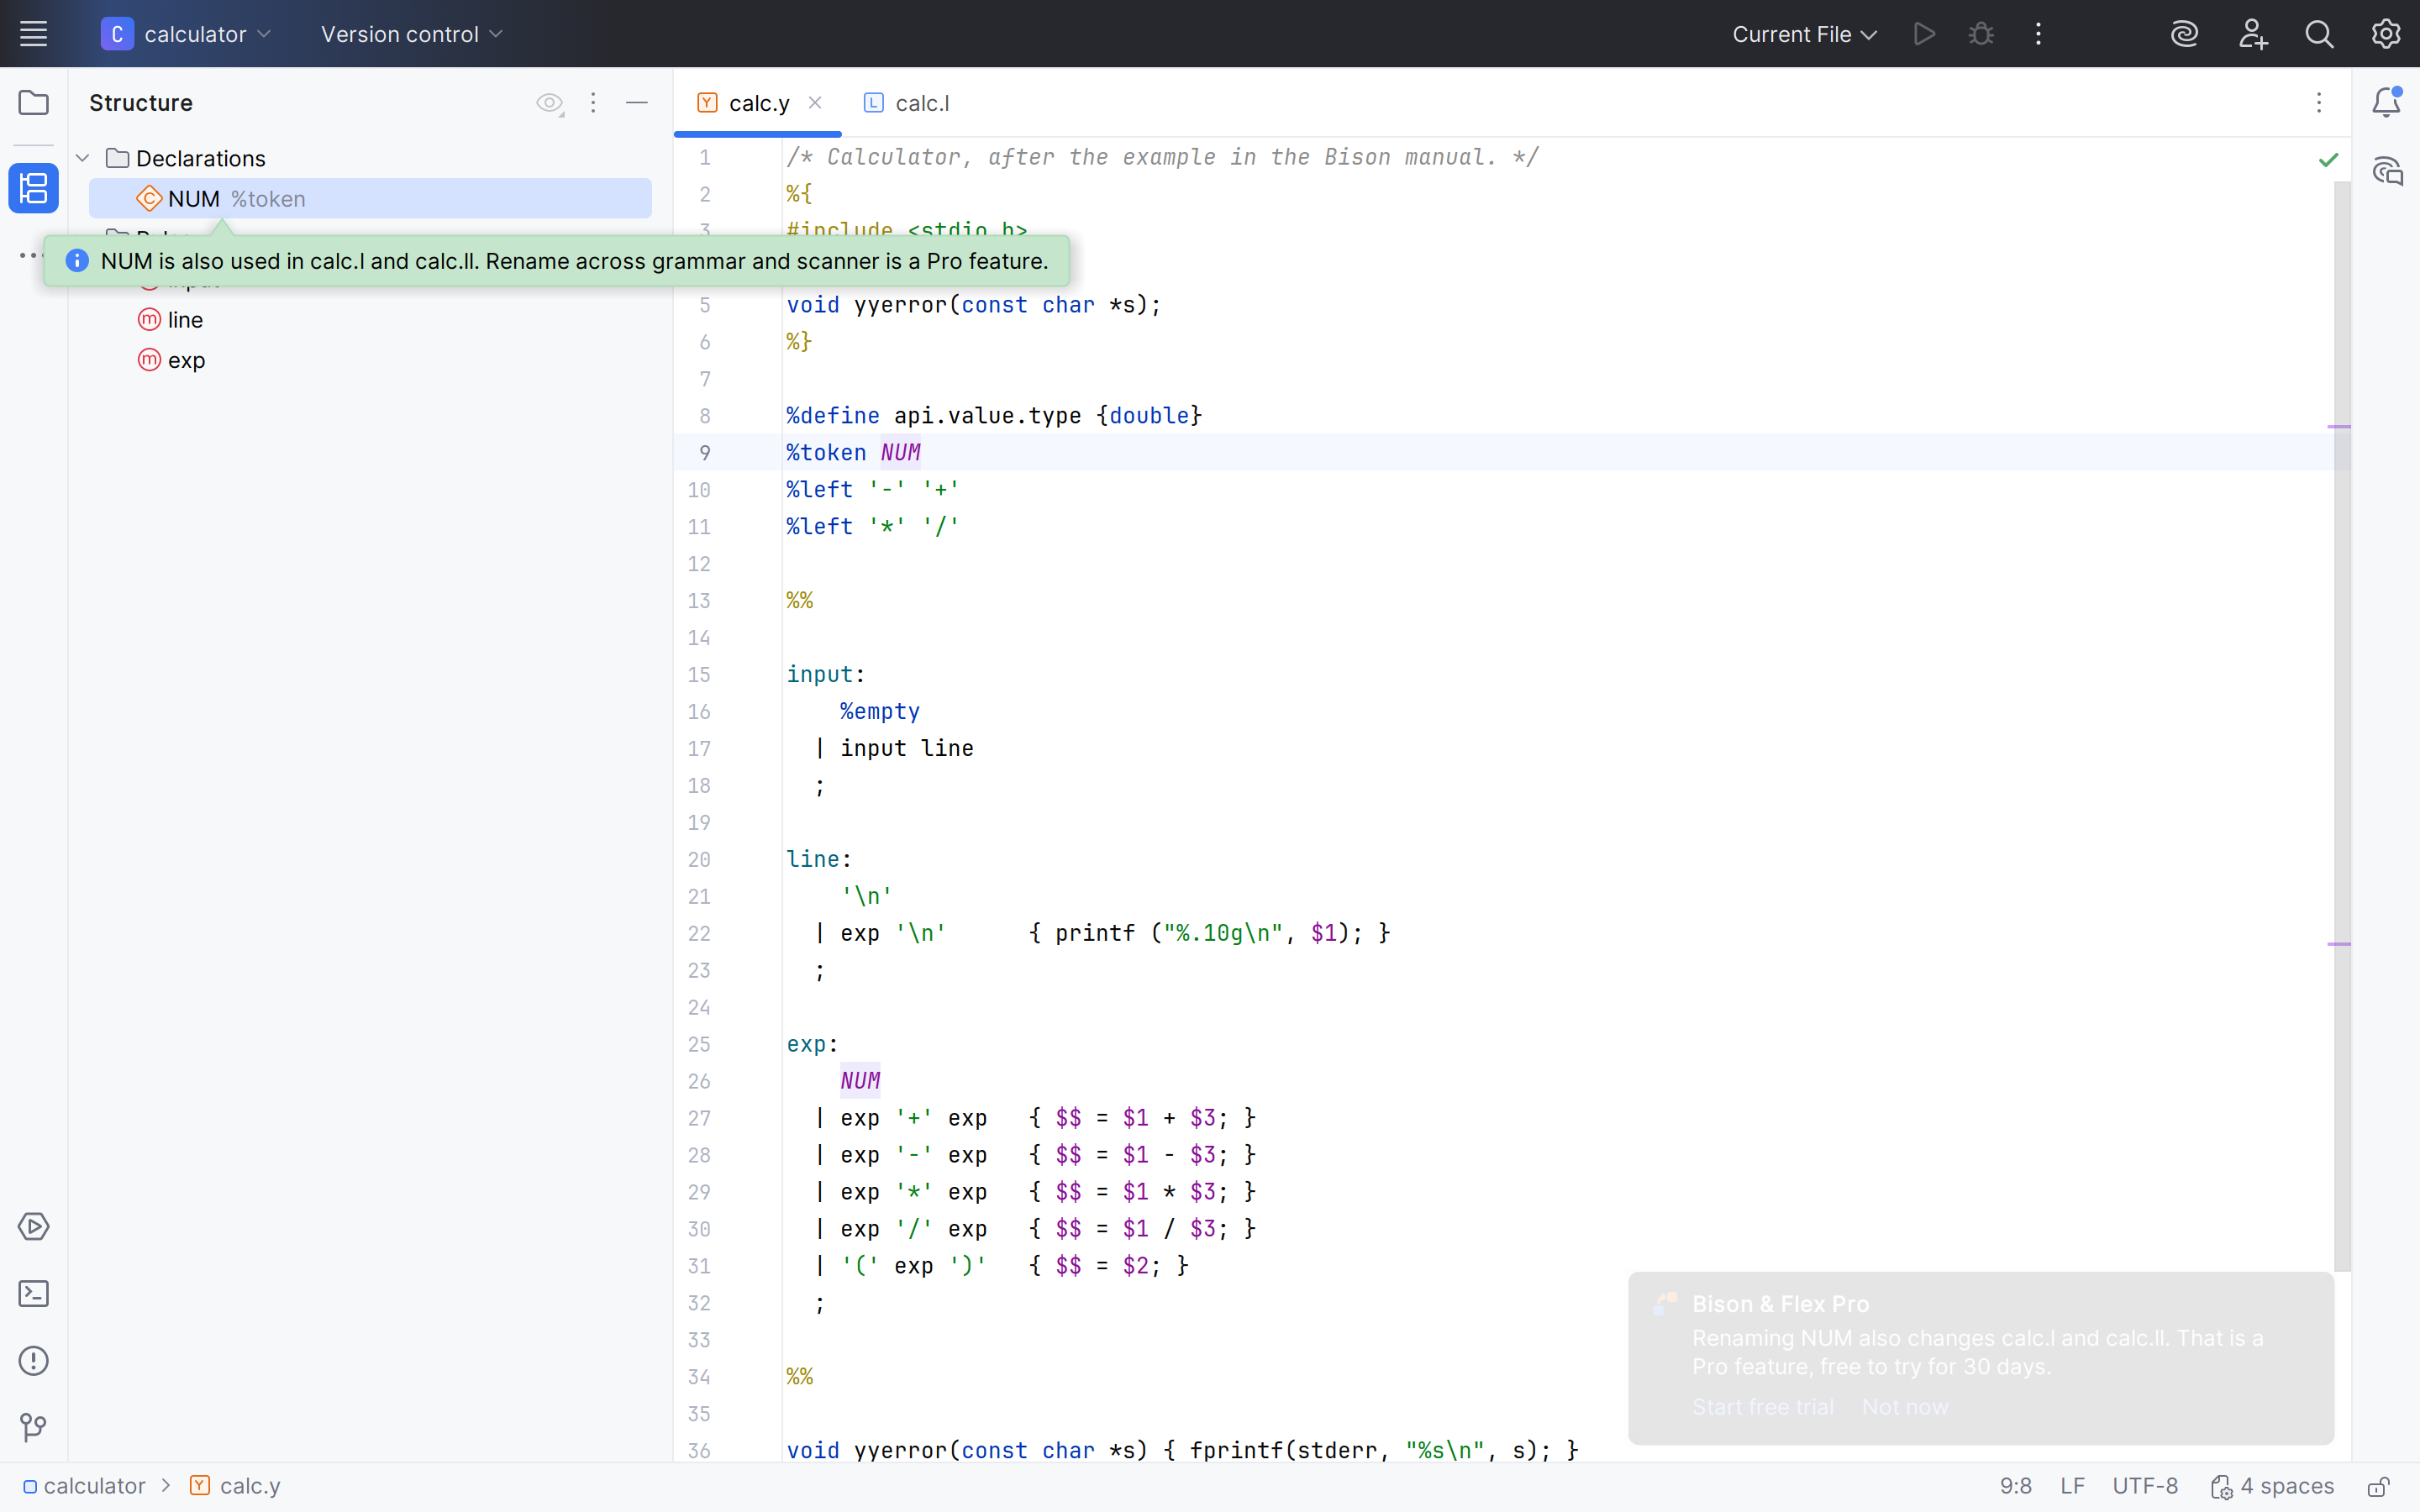 C calculator Version control Current File
Structure
Declarations
NUM %token
NUM is also used in calc.l and calc.ll. Rename across grammar and scanner is a Pro feature.
line
exp
calc.y calc.l
1 /* Calculator, after the example in the Bison manual. */
2 %{
3 #include <stdio.h>
5 void yyerror(const char *s);
6 %}
7
8 %define api.value.type {double}
9 %token NUM
10 %left '-' '+'
11 %left '*' '/'
12
13 %%
14
15 input:
16 %empty
17 | input line
18 ;
19
20 line:
21 '\n'
22 | exp '\n' { printf ("%.10g\n", $1); }
23 ;
24
25 exp:
26 NUM
27 | exp '+' exp { $$ = $1 + $3; }
28 | exp '-' exp { $$ = $1 - $3; }
29 | exp '*' exp { $$ = $1 * $3; }
30 | exp '/' exp { $$ = $1 / $3; }
31 | '(' exp ')' { $$ = $2; }
32 ;
33
34 %%
35
36 void yyerror(const char *s) { fprintf(stderr, "%s\n", s); }
Bison & Flex Pro
Renaming NUM also changes calc.l and calc.ll. That is a
Pro feature, free to try for 30 days.
Start free trial Not now
calculator > calc.y 9:8 LF UTF-8 4 spaces